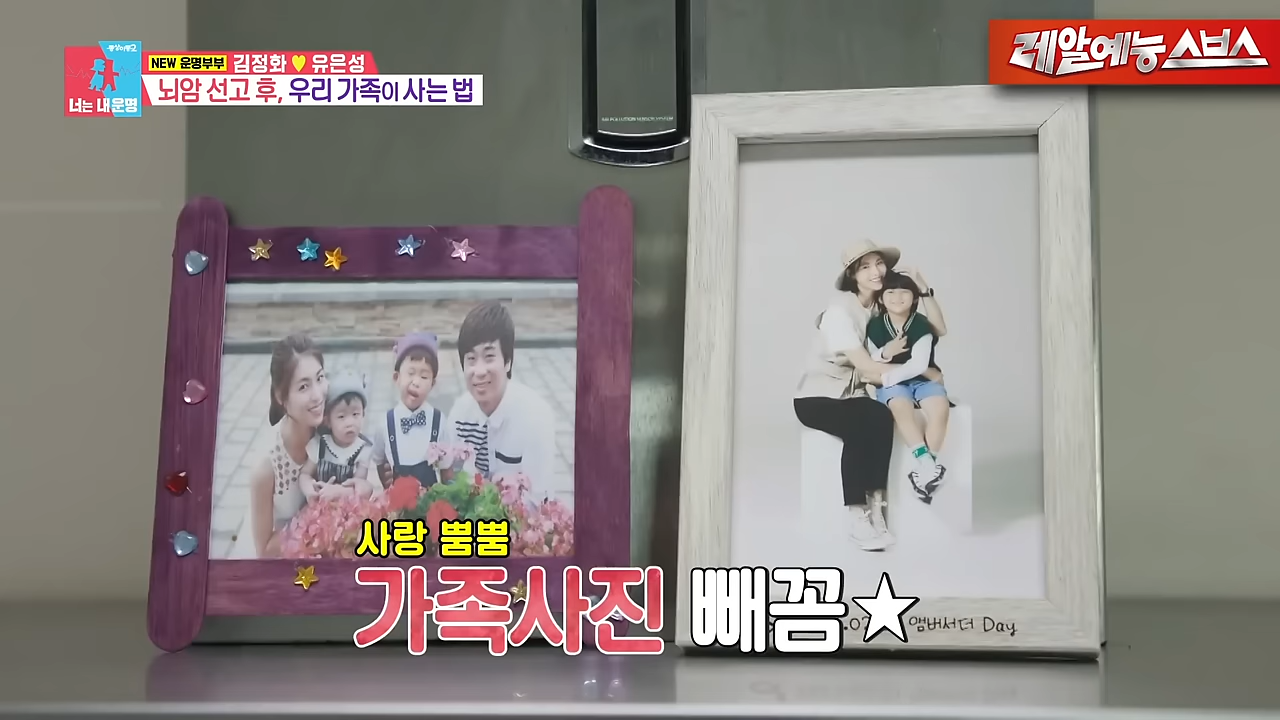 동상이몽2
너는 내 운명
NEW 운명부부 김정화♥유은성
뇌암 선고 후, 우리 가족이 사는 법
레알예능 스브스
사랑 뿜뿜
가족사진 빼꼼★
앰버서더 Day